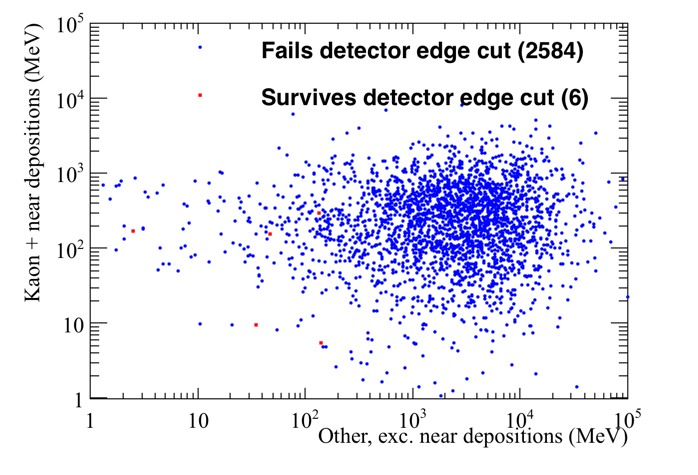 10^5
Fails detector edge cut (2584)
10^4
Survives detector edge cut (6)
10^3
10^2
10
1
Kaon + near depositions (MeV)
1 10 10^2 10^3 10^4 10^5
Other, exc. near depositions (MeV)